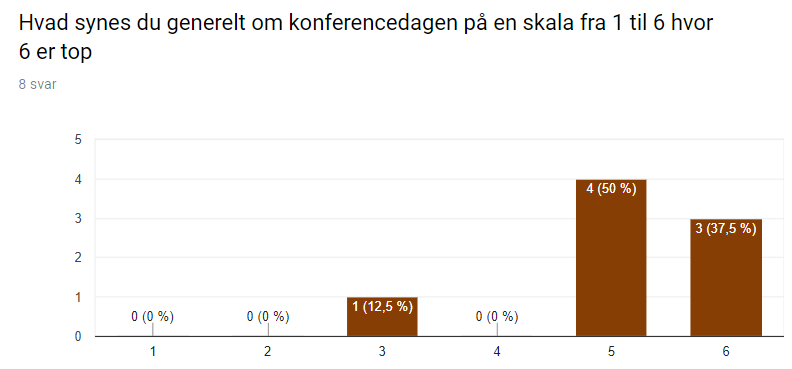 Hvad synes du generelt om konferencedagen på en skala fra 1 til 6 hvor
6 er top
8 svar
5
4
3
2
1
0
0 (0 %)
0 (0 %)
1 (12,5 %)
0 (0 %)
4 (50 %)
3 (37,5 %)
1 2 3 4 5 6